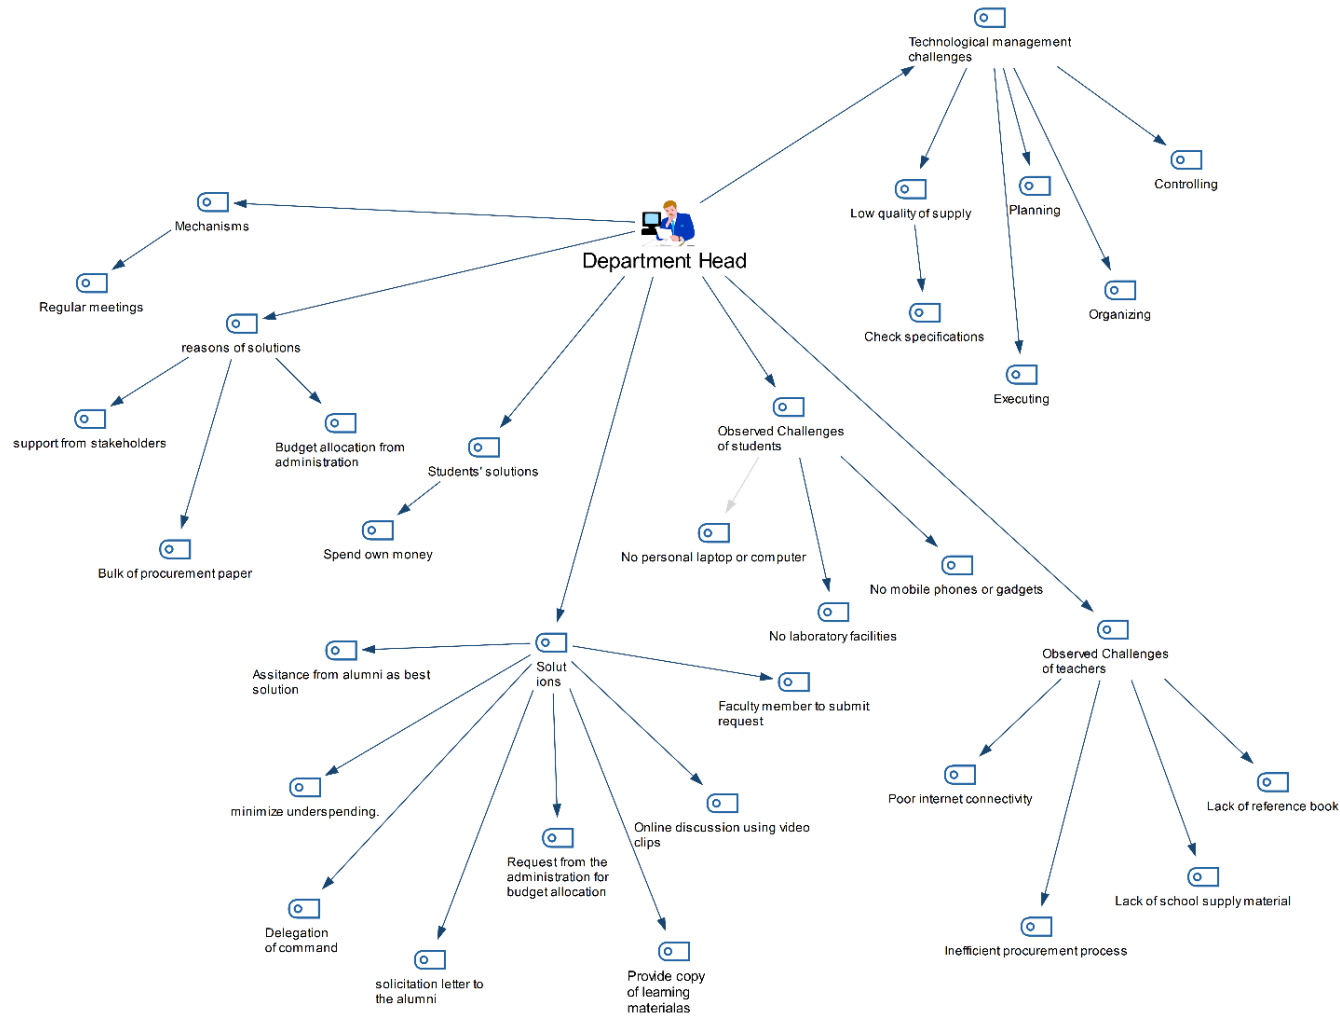 Technological management
challenges
Controlling
Low quality of supply
Planning
Mechanisms
Department Head
Regular meetings
Organizing
Check specifications
reasons of solutions
Executing
support from stakeholders
Budget allocation from
administration
Observed Challenges
of students
Students' solutions
Spend own money
No personal laptop or computer
Bulk of procurement paper
No mobile phones or gadgets
No laboratory facilities
Observed Challenges
of teachers
Assitance from alumni as best
solution
Solut
ions
Faculty member to submit
request
Poor internet connectivity
Lack of reference book
minimize underspending.
Online discussion using video
clips
Request from the
administration for
budget allocation
Lack of school supply material
Delegation
of command
Inefficient procurement process
solicitation letter to
the alumni
Provide copy
of learning
materialas